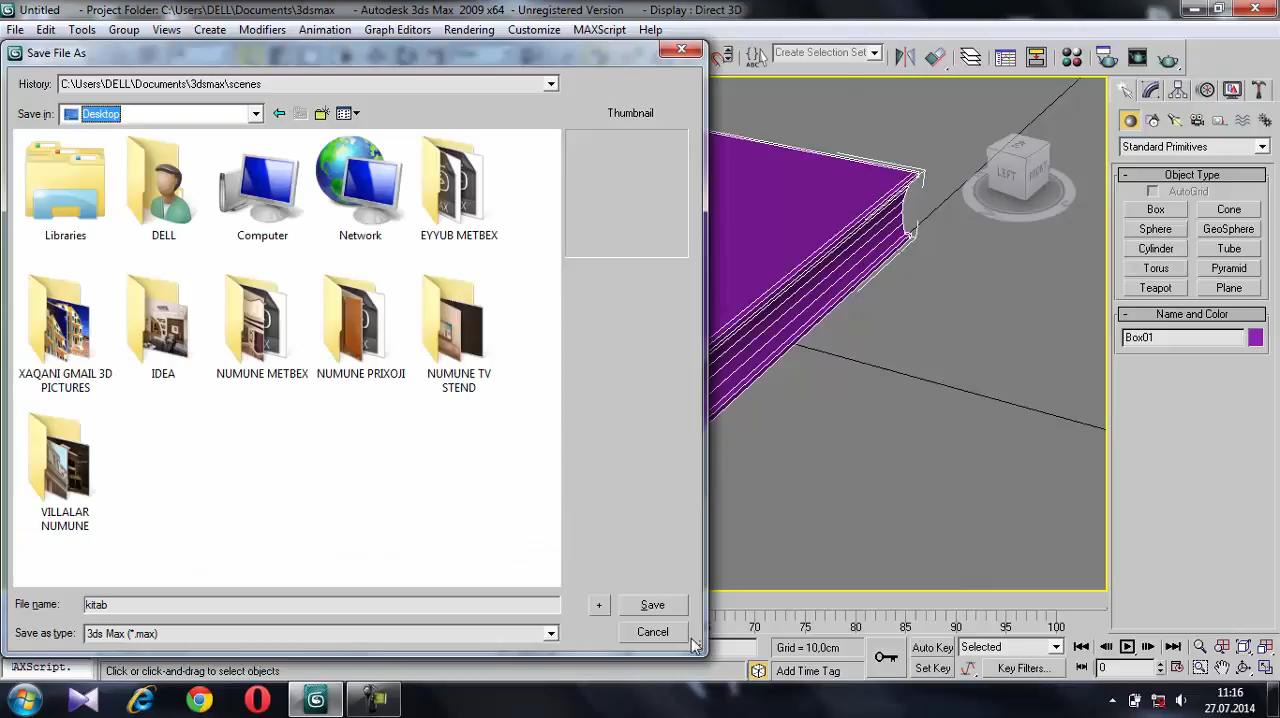 Untitled - Project Folder: C:\Users\DELL\Documents\3dsmax - Autodesk 3ds Max 2009 x64 - Unregistered Version - Display : Direct 3D
File Edit Tools Group Views Create Modifiers Animation Graph Editors Rendering Customize MAXScript Help
Save File As
Create Selection Set
History: C:\Users\DELL\Documents\3dsmax\scenes
Save in: Desktop
Thumbnail
Libraries DELL Computer Network EYYUB METBEX
XAQANI GMAIL 3D PICTURES
IDEA NUMUNE METBEX NUMUNE PRIXOJI
NUMUNE TV STEND
VILLALAR NUMUNE
File name: kitab + Save
Save as type: 3ds Max (*.max) Cancel
LEFT
Standard Primitives
- Object Type
AutoGrid
Box Cone
Sphere GeoSphere
Cylinder Tube
Torus Pyramid
Teapot Plane
- Name and Color
Box01
75 80 85 90 95 100
Grid = 10,0cm Auto Key Selected
AXScript. Click or click-and-drag to select objects Add Time Tag Set Key Key Filters... 0
11:16
27.07.2014